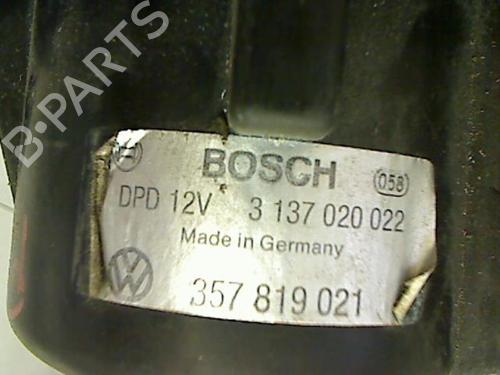 B·PARTS
BOSCH 058
DPD 12V 3 137 020 022
Made in Germany
357 819 021